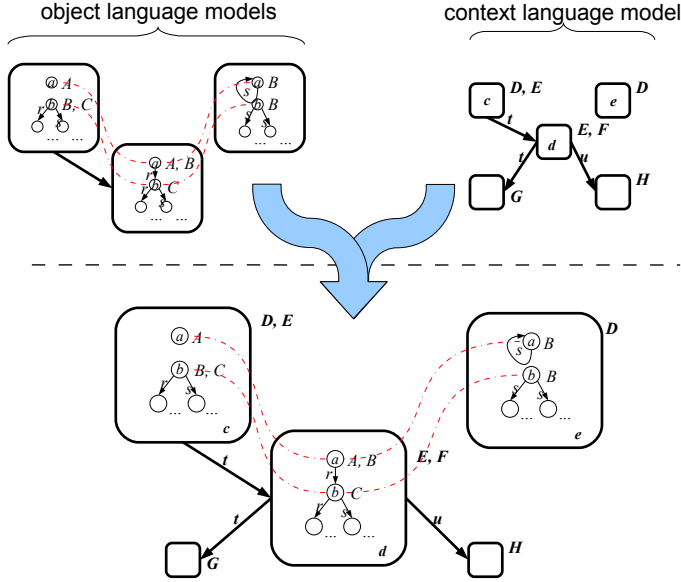 object language models
context language model
a A
b B, C
r s
... ...
a B
s
b B
s s
... ...
a A, B
r
b C
r s
... ...
c D, E
e D
t
d E, F
t u
G H
D, E
a A
b B, C
r s
... ...
c
D
a B
s
b B
s s
... ...
e
t
E, F
a A, B
r
b C
r s
... ...
d
t u
G H